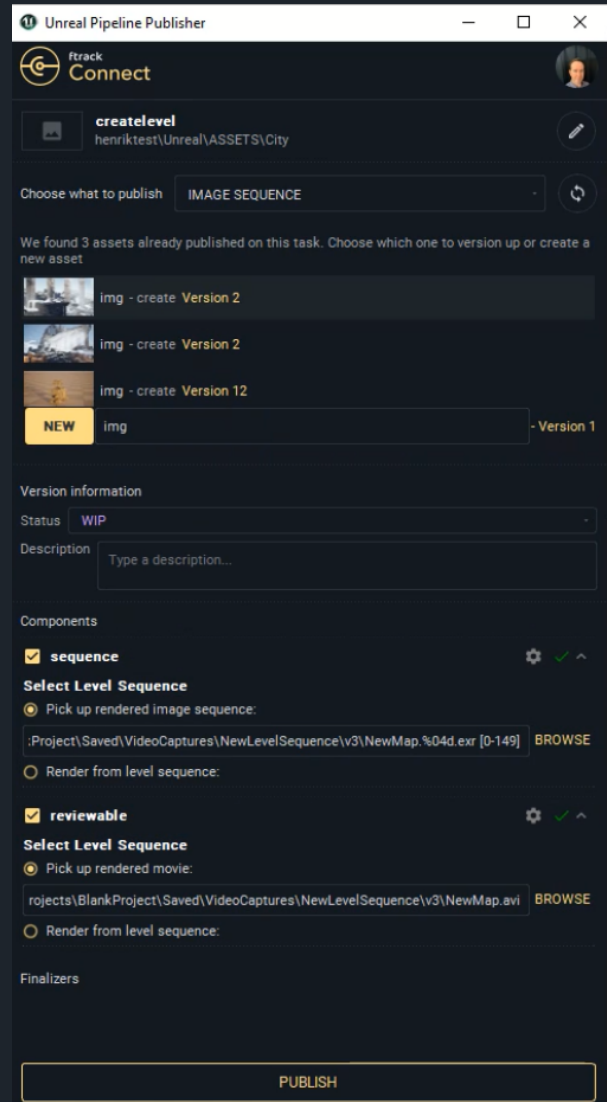 Unreal Pipeline Publisher
ftrack
Connect
createlevel
henriktest\Unreal\ASSETS\City
Choose what to publish IMAGE SEQUENCE
We found 3 assets already published on this task. Choose which one to version up or create a
new asset
img - create Version 2
img - create Version 2
img - create Version 12
NEW img - Version 1
Version information
Status WIP
Description Type a description...
Components
sequence
Select Level Sequence
Pick up rendered image sequence:
:Project\Saved\VideoCaptures\NewLevelSequence\v3\NewMap.%04d.exr [0-149] BROWSE
Render from level sequence:
reviewable
Select Level Sequence
Pick up rendered movie:
rojects\BlankProject\Saved\VideoCaptures\NewLevelSequence\v3\NewMap.avi BROWSE
Render from level sequence:
Finalizers
PUBLISH